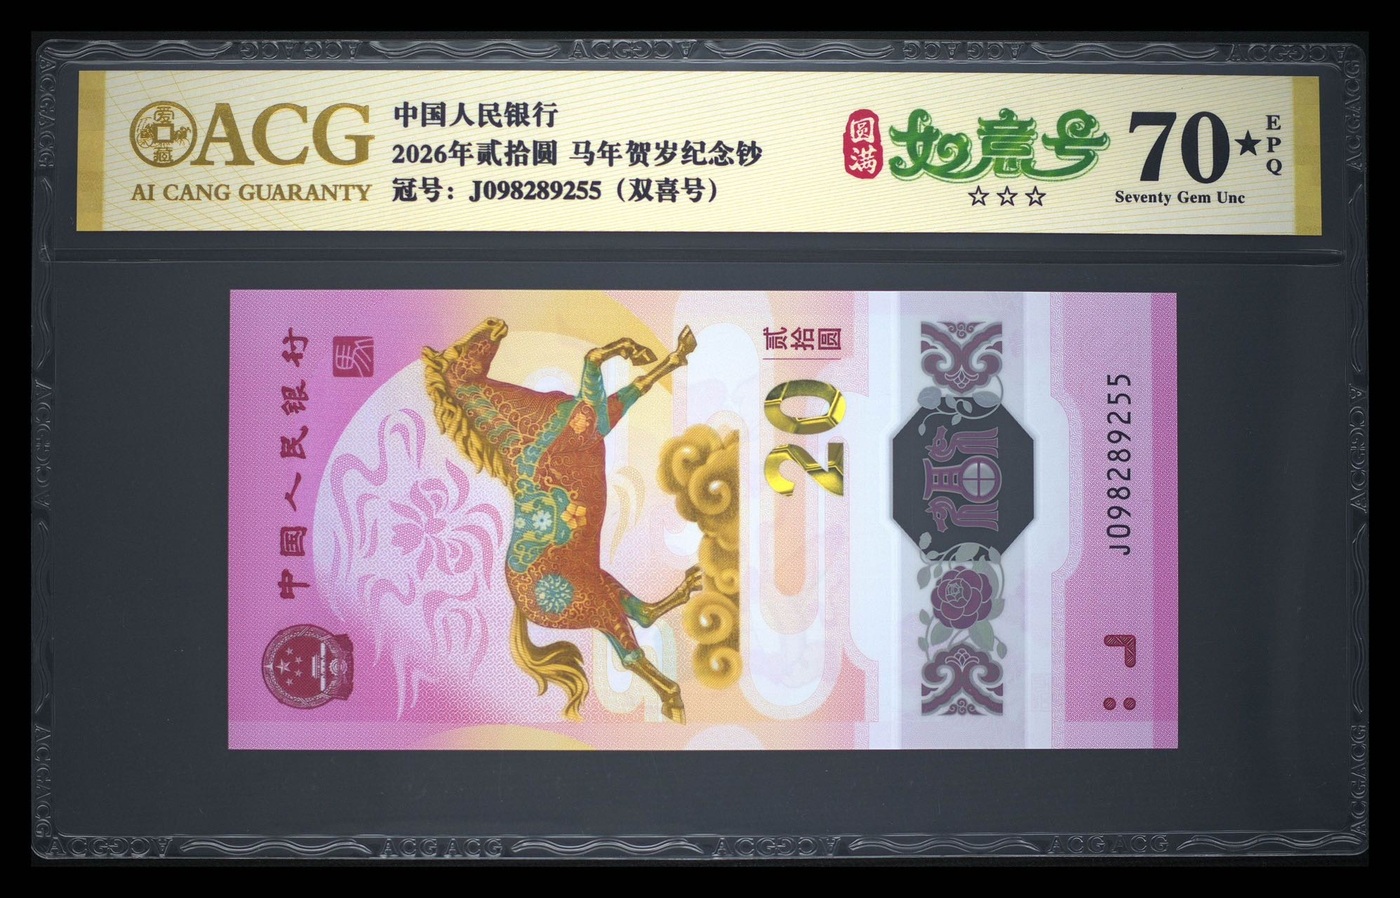 爱藏
ACG
AI CANG GUARANTY
中国人民银行
2026年贰拾圆 马年贺岁纪念钞
冠号：J098289255（双喜号）
圆满
如意号
☆☆☆
70★
EPQ
Seventy Gem Unc
中国人民银行
馬
贰拾圆
20
J098289255